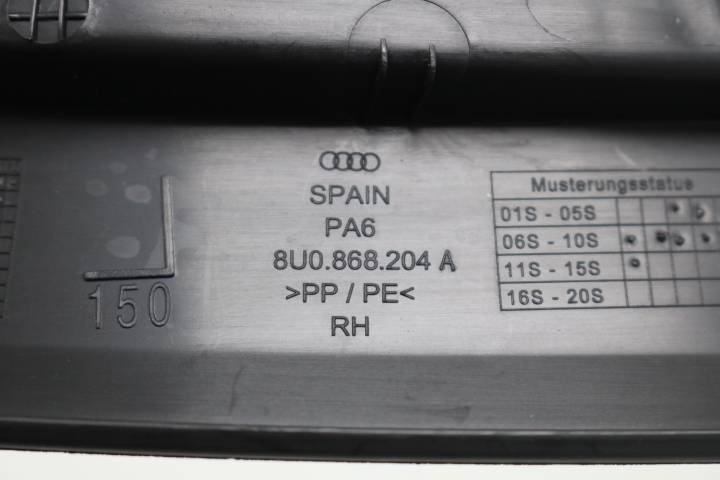 SPAIN
PA6
8U0.868.204 A
>PP / PE<
RH
150
Musterungsstatus
01S - 05S
06S - 10S
11S - 15S
16S - 20S